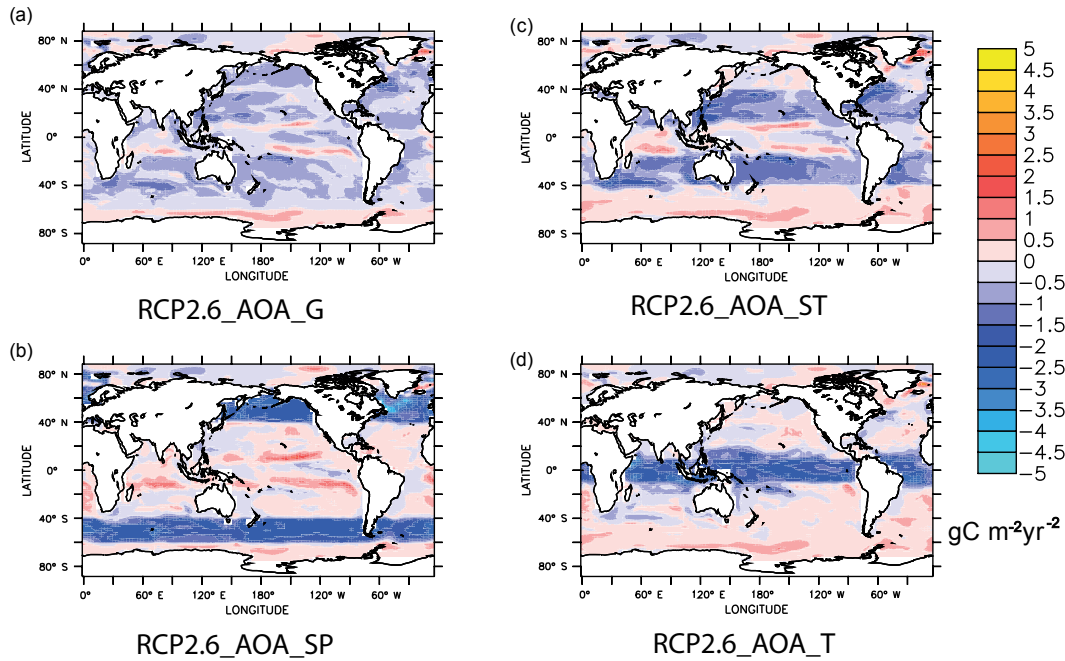 (a)
80° N
40° N
0°
40° S
80° S
LATITUDE
0°
60° E
120° E
120° W
60° W
LONGITUDE
RCP2.6_AOA_G
(c)
80° N
40° N
0°
40° S
80° S
LATITUDE
0°
60° E
120° E
120° W
60° W
LONGITUDE
RCP2.6_AOA_ST
(b)
80° N
40° N
0°
40° S
80° S
LATITUDE
0°
60° E
120° E
120° W
60° W
LONGITUDE
RCP2.6_AOA_SP
(d)
80° N
40° N
0°
40° S
80° S
LATITUDE
0°
60° E
120° E
120° W
60° W
LONGITUDE
RCP2.6_AOA_T
5
4.5
4
3.5
3
2.5
2
1.5
1
0.5
0
−0.5
−1
−1.5
−2
−2.5
−3
−3.5
−4
−4.5
−5
gC m⁻²yr⁻²